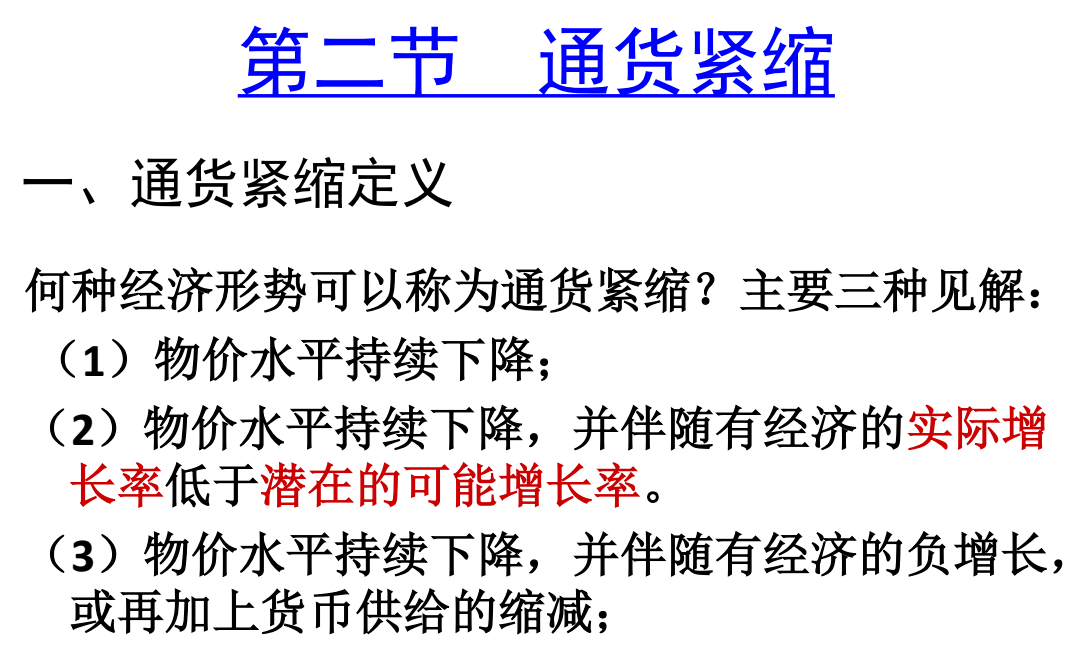 第二节　通货紧缩
一、通货紧缩定义
何种经济形势可以称为通货紧缩？主要三种见解：
（1）物价水平持续下降；
（2）物价水平持续下降，并伴随有经济的实际增
长率低于潜在的可能增长率。
（3）物价水平持续下降，并伴随有经济的负增长，
或再加上货币供给的缩减；